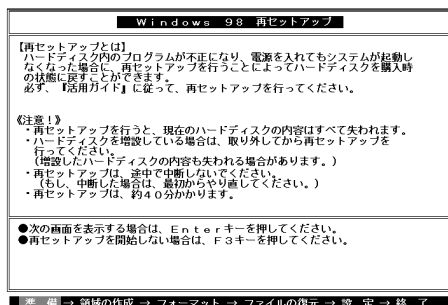 Windows 98 再セットアップ
【再セットアップとは】
ハードディスク内のプログラムが不正になり、電源を入れてもシステムが起動し
なくなった場合に、再セットアップを行うことによってハードディスクを購入時
の状態に戻すことができます。
必ず、『活用ガイド』に従って、再セットアップを行ってください。
《注意！》
・再セットアップを行うと、現在のハードディスクの内容はすべて失われます。
・ハードディスクを増設している場合は、取り外してから再セットアップを
行ってください。
（増設したハードディスクの内容も失われる場合があります。）
・再セットアップは、途中で中断しないでください。
（もし、中断した場合は、最初からやり直してください。）
・再セットアップは、約４０分かかります。
●次の画面を表示する場合は、Ｅｎｔｅｒキーを押してください。
●再セットアップを開始しない場合は、Ｆ３キーを押してください。
準 備 → 領域の作成 → フォーマット → ファイルの復元 → 設 定 → 終 了